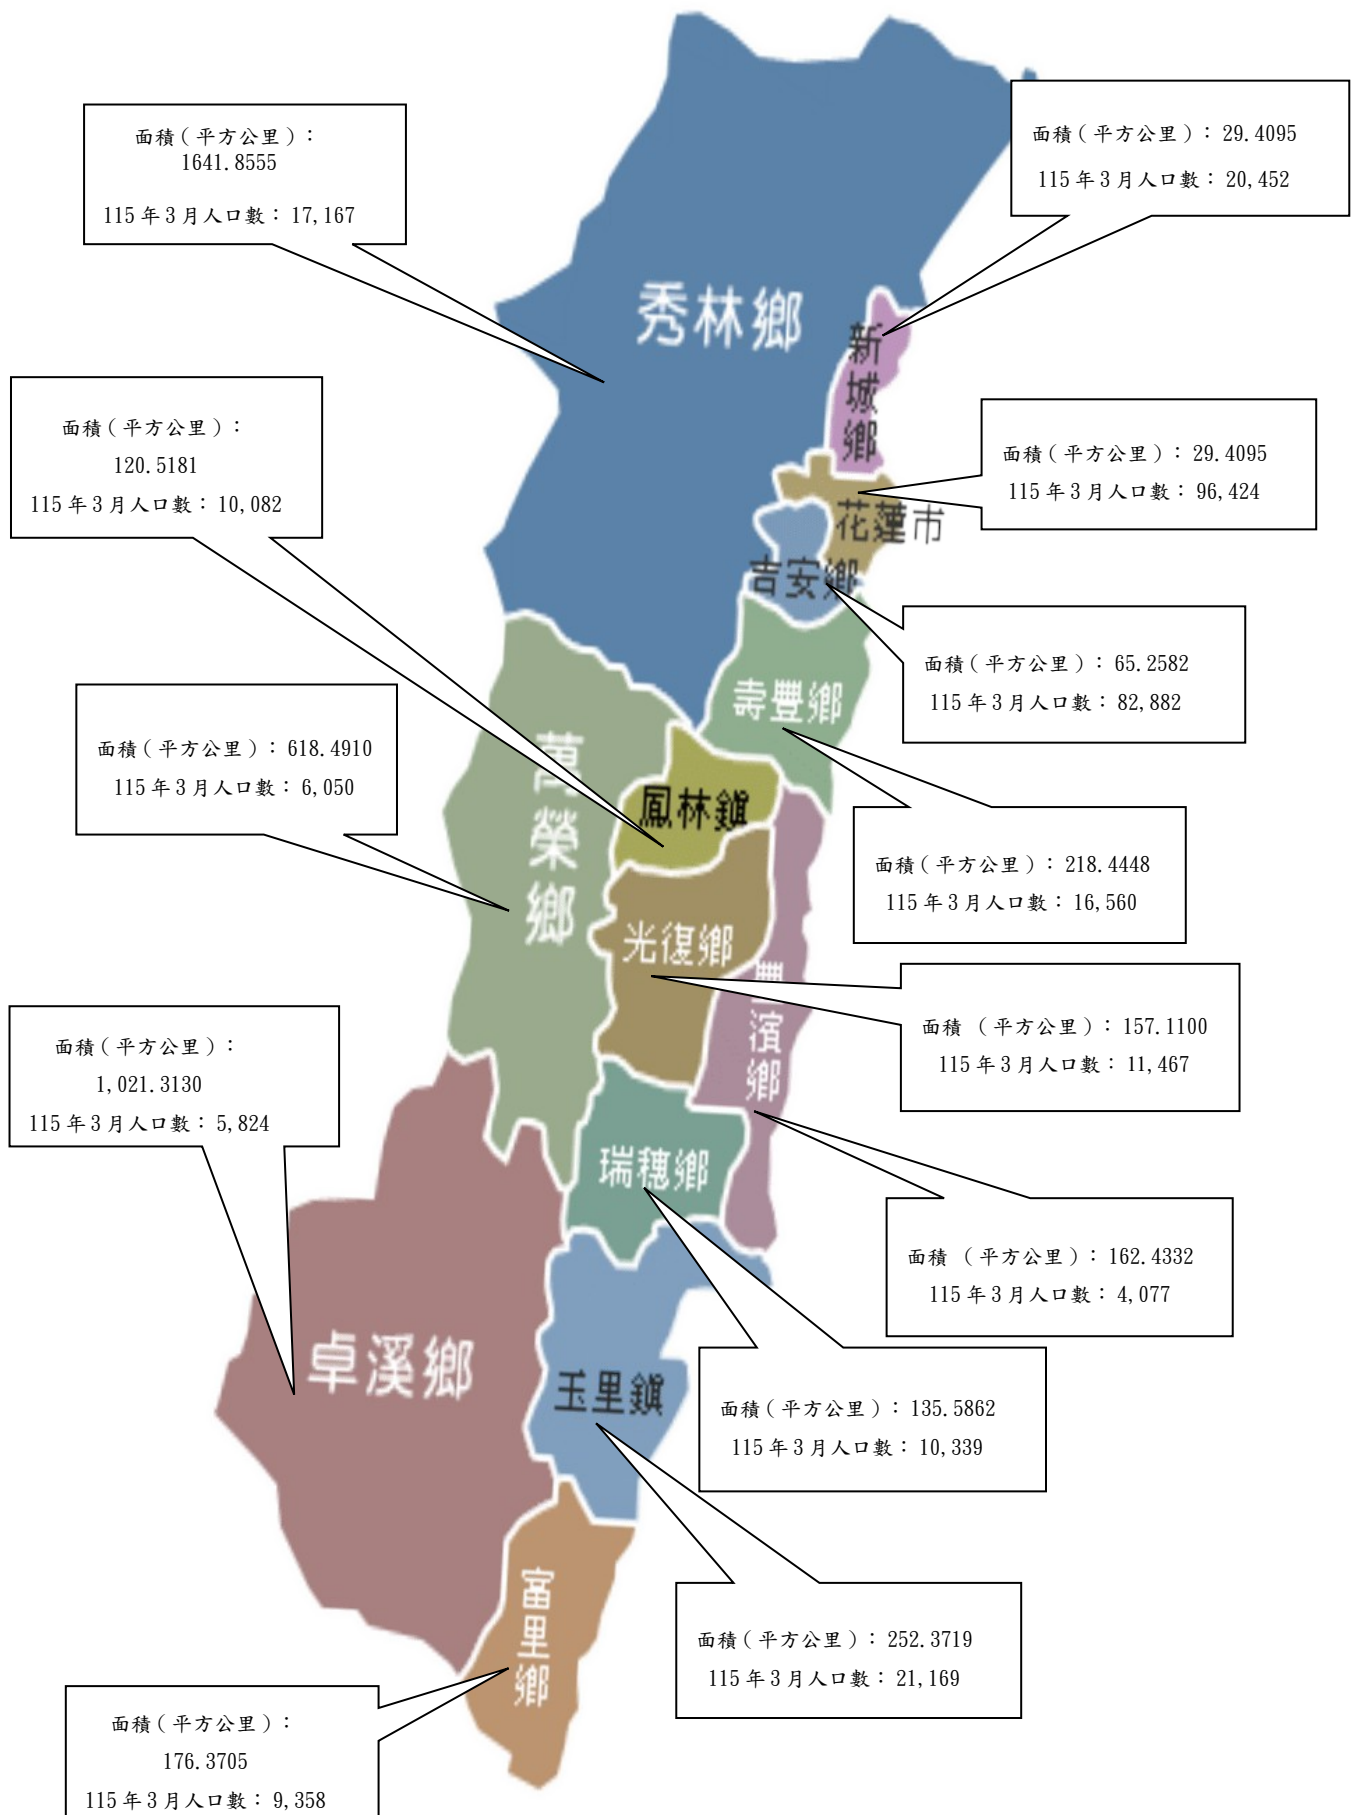 面積(平方公里):
1641.8555
115年3月人口數:17,167
面積(平方公里):29.4095
115年3月人口數:20,452
秀林鄉
新城鄉
面積(平方公里):
120.5181
115年3月人口數:10,082
面積(平方公里):29.4095
115年3月人口數:96,424
花蓮市
吉安鄉
面積(平方公里):65.2582
115年3月人口數:82,882
壽豐鄉
面積(平方公里):618.4910
115年3月人口數:6,050
萬榮鄉
鳳林鎮
面積(平方公里):218.4448
115年3月人口數:16,560
光復鄉
豐濱鄉
面積 (平方公里):157.1100
115年3月人口數:11,467
面積(平方公里):
1,021.3130
115年3月人口數:5,824
瑞穗鄉
面積 (平方公里):162.4332
115年3月人口數:4,077
卓溪鄉
玉里鎮
面積(平方公里):135.5862
115年3月人口數:10,339
富里鄉
面積(平方公里):252.3719
115年3月人口數:21,169
面積(平方公里):
176.3705
115年3月人口數:9,358